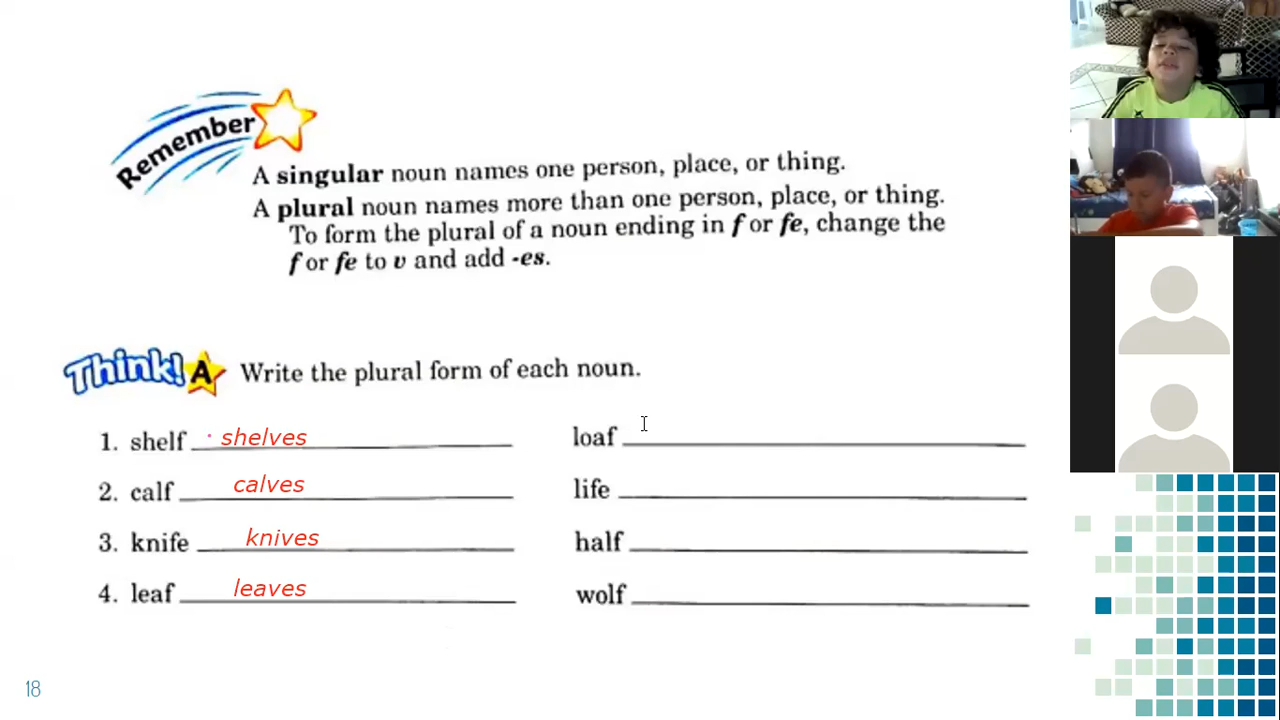 Remember
A singular noun names one person, place, or thing.
A plural noun names more than one person, place, or thing.
To form the plural of a noun ending in f or fe, change the
f or fe to v and add -es.
Think! A Write the plural form of each noun.
1. shelf shelves loaf
2. calf calves life
3. knife knives half
4. leaf leaves wolf
18